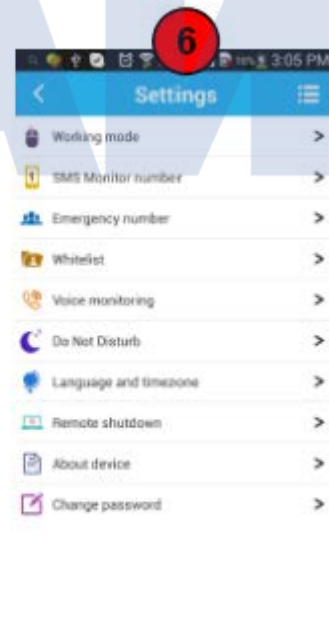 6
3:05 PM
Settings
Working mode
SMS Monitor number
Emergency number
Whitelist
Voice monitoring
Do Not Disturb
Language and timezone
Remote shutdown
About device
Change password